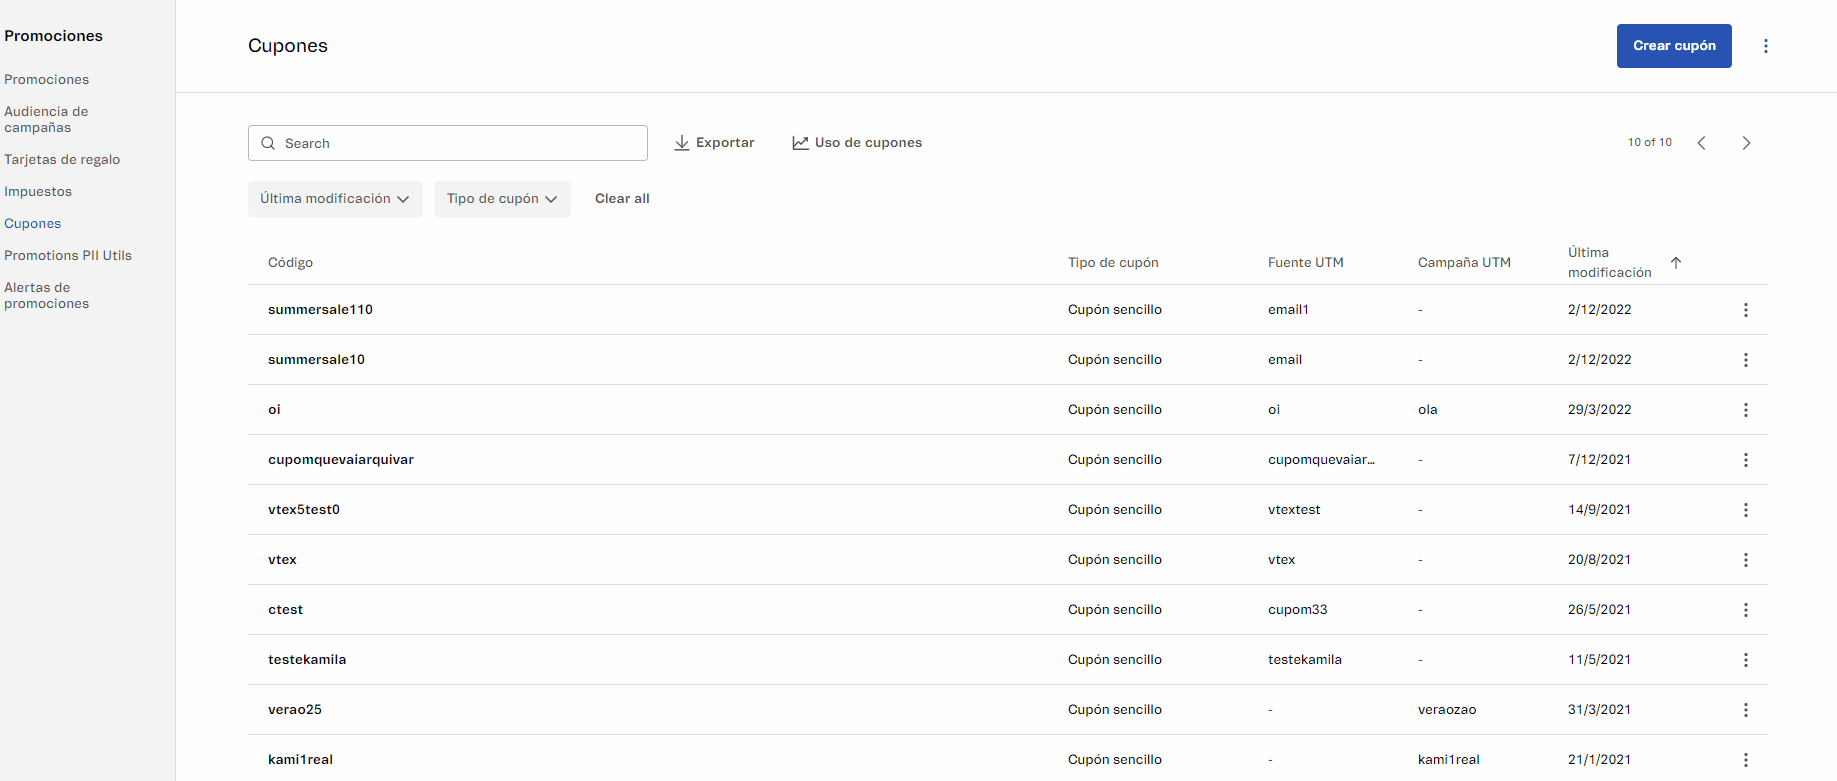 Promociones
Promociones
Audiencia de
campañas
Tarjetas de regalo
Impuestos
Cupones
Promotions PII Utils
Alertas de
promociones
Cupones
Crear cupón
Search
Exportar
Uso de cupones
10 of 10
Última modificación
Tipo de cupón
Clear all
Código Tipo de cupón Fuente UTM Campaña UTM Última
modificación
summersale110 Cupón sencillo email1 - 2/12/2022
summersale10 Cupón sencillo email - 2/12/2022
oi Cupón sencillo oi ola 29/3/2022
cupomquevaiarquivar Cupón sencillo cupomquevaiar... - 7/12/2021
vtex5test0 Cupón sencillo vtextest - 14/9/2021
vtex Cupón sencillo vtex - 20/8/2021
ctest Cupón sencillo cupom33 - 26/5/2021
testekamila Cupón sencillo testekamila - 11/5/2021
verao25 Cupón sencillo - veraozao 31/3/2021
kami1real Cupón sencillo - kami1real 21/1/2021